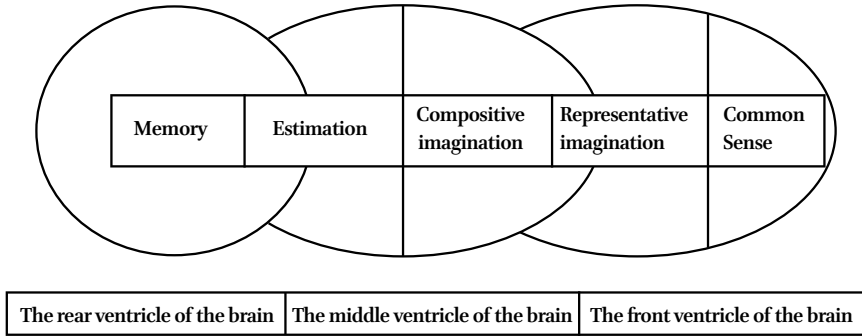 Memory
Estimation
Compositive
imagination
Representative
imagination
Common
Sense
The rear ventricle of the brain
The middle ventricle of the brain
The front ventricle of the brain